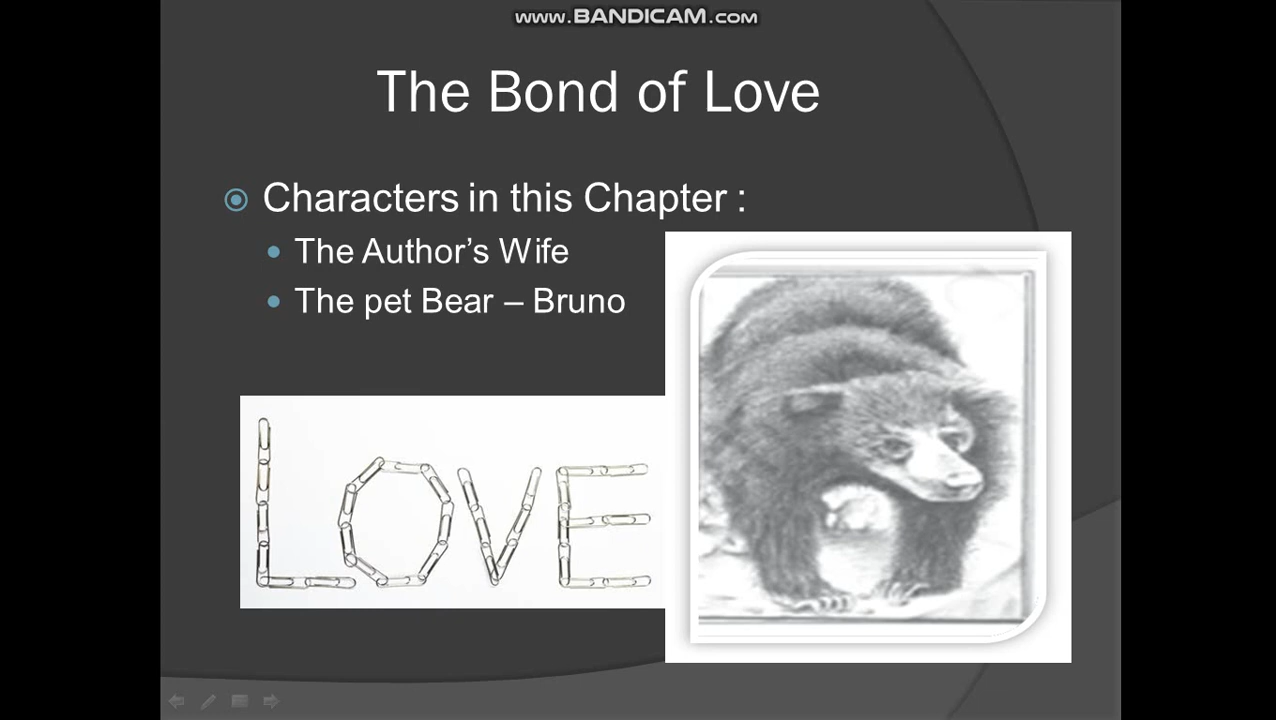 www.BANDICAM.com
The Bond of Love
Characters in this Chapter :
The Author’s Wife
The pet Bear – Bruno
LOVE